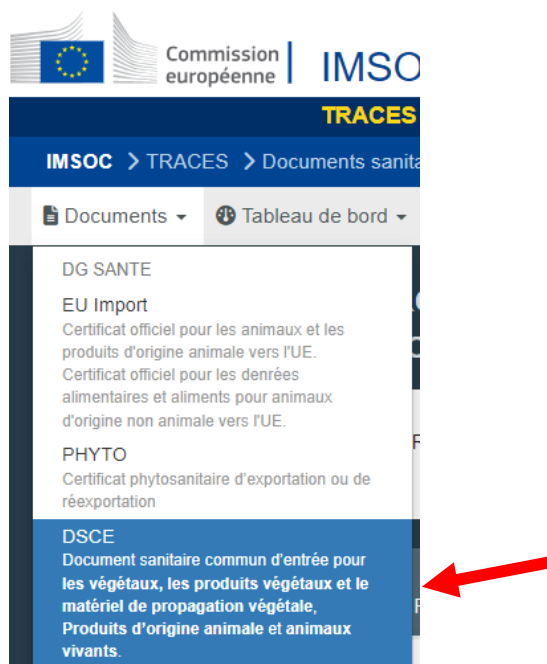 Commission
européenne
IMSO
TRACES
IMSOC > TRACES > Documents sanita
Documents
Tableau de bord
DG SANTE
EU Import
Certificat officiel pour les animaux et les
produits d'origine animale vers l'UE.
Certificat officiel pour les denrées
alimentaires et aliments pour animaux
d'origine non animale vers l'UE.
PHYTO
Certificat phytosanitaire d'exportation ou de
réexportation
DSCE
Document sanitaire commun d'entrée pour
les végétaux, les produits végétaux et le
matériel de propagation végétale,
Produits d’origine animale et animaux
vivants.